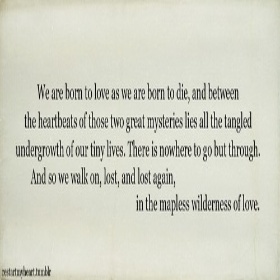 We are born to love as we are born to die, and between
the heartbeats of those two great mysteries lies all the tangled
undergrowth of our tiny lives. There is nowhere to go but through.
And so we walk on, lost, and lost again,
in the mapless wilderness of love.
restartmyheart.tumblr